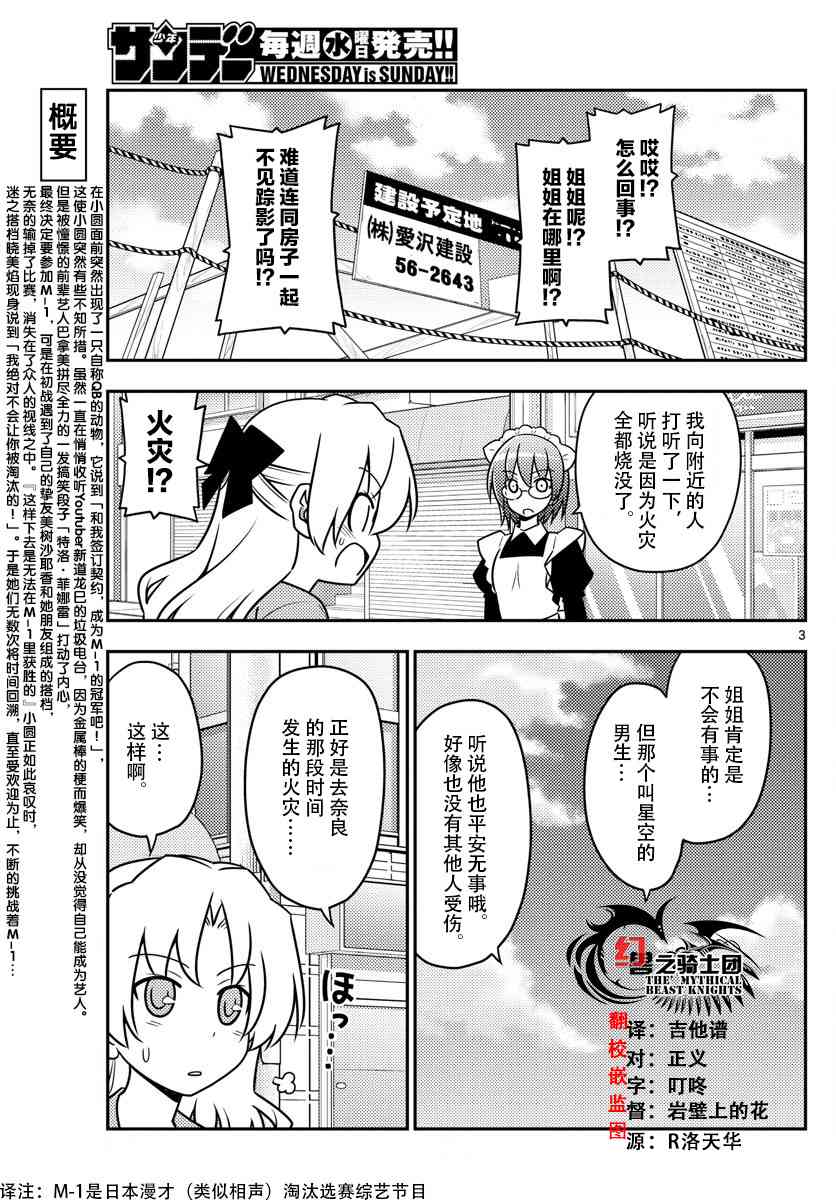 少年サンデー
毎週水曜日発売!!
WEDNESDAY is SUNDAY!!
哎哎!?
怎么回事!?
姐姐呢!?
姐姐在哪里啊!?
建設予定地
㈱愛沢建設
56-2643
难道连同房子一起
不见踪影了吗!?
我向附近的人
打听了一下,
听说是因为火灾
全都烧没了。
火灾!?
3
姐姐肯定是
不会有事的…
但那个叫星空的
男生…
听说他也平安无事哦。
好像也没有其他人受伤。
正好是去奈良
的那段时间
发生的火灾……
这…
这样啊。
ほっ…
概要
在小圆面前突然出现了一只自称QB的动物,它说到「和我签订契约,成为M-1的冠军吧!」,
这使小圆突然有些不知所措。虽然一直在悄悄收听Youtuber新道龙巳的垃圾电台,因为金属棒的梗而爆笑,却从没觉得自己能成为艺人。
但是被憧憬的前辈艺人巴拿美拼尽全力的一发搞笑段子「特洛·菲娜雷」打动了内心,
最终决定要参加M-1,可是在初战遇到了自己的挚友美树沙耶香和她朋友组成的搭档,
无奈的输掉了比赛,消失在了众人的视线之中。『这样下去是无法在M-1里获胜的』小圆正如此哀叹时,
迷之搭档晓美焰现身说到「我绝对不会让你被淘汰的!」。于是她们无数次将时间回溯,直至受欢迎为止,不断的挑战着M-1…
幻兽之骑士团
THE MYTHICAL
BEAST KNIGHTS
翻译:吉他谱
校对:正义
嵌字:叮咚
监督:岩壁上的花
图源:R洛天华
译注:M-1是日本漫才(类似相声)淘汰选赛综艺节目